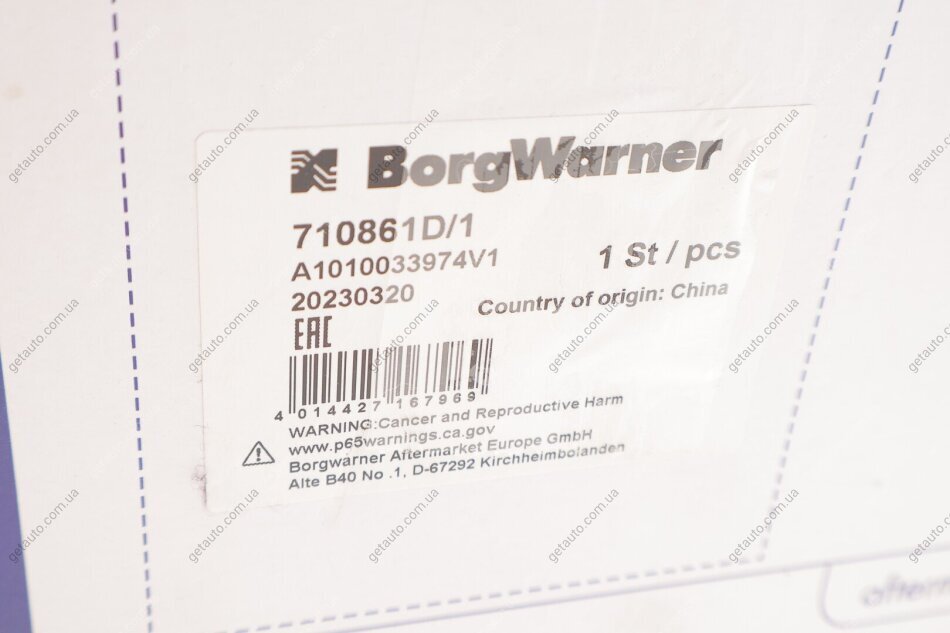 BorgWarner
710861D/1
A1010033974V1
1 St / pcs
20230320
Country of origin: China
EAC
4 014427 167969
WARNING:Cancer and Reproductive Harm
www.p65warnings.ca.gov
Borgwarner Aftermarket Europe GmbH
Alte B40 No .1, D-67292 Kirchheimbolanden
getauto.com.ua